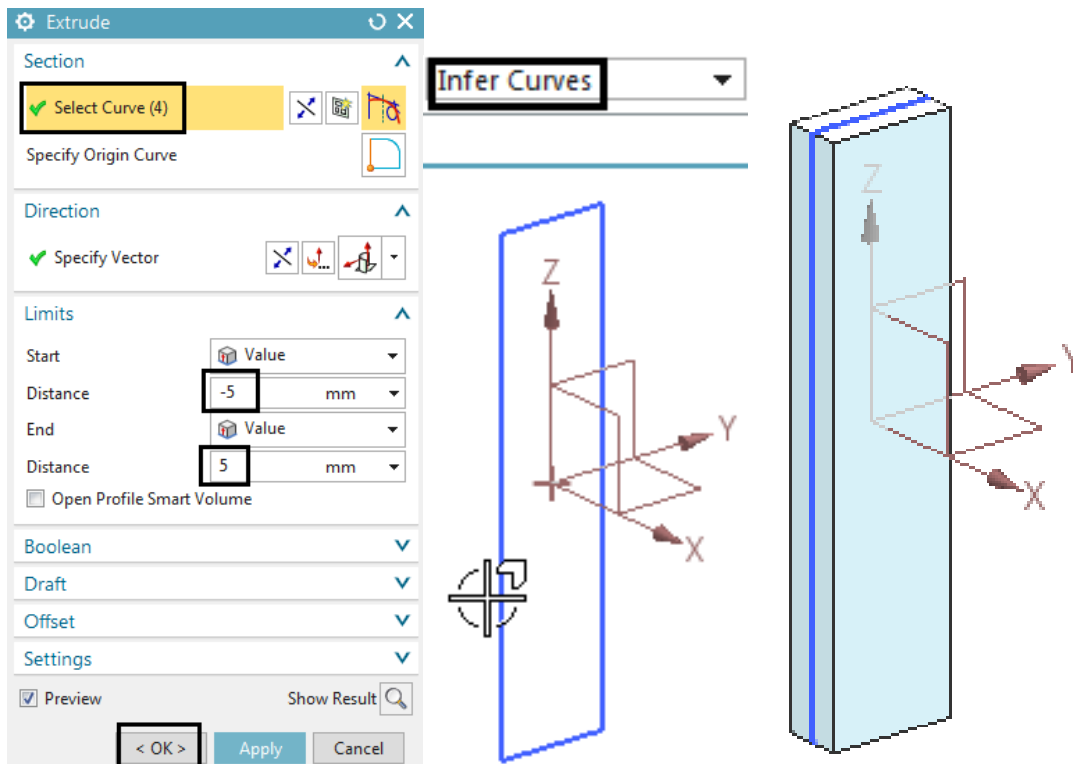 Extrude
Section
Select Curve (4)
Specify Origin Curve
Direction
Specify Vector
Limits
Start Value
Distance -5 mm
End Value
Distance 5 mm
Open Profile Smart Volume
Boolean
Draft
Offset
Settings
Preview Show Result
< OK > Apply Cancel
Infer Curves
Z
Y
X
Z
Y
X